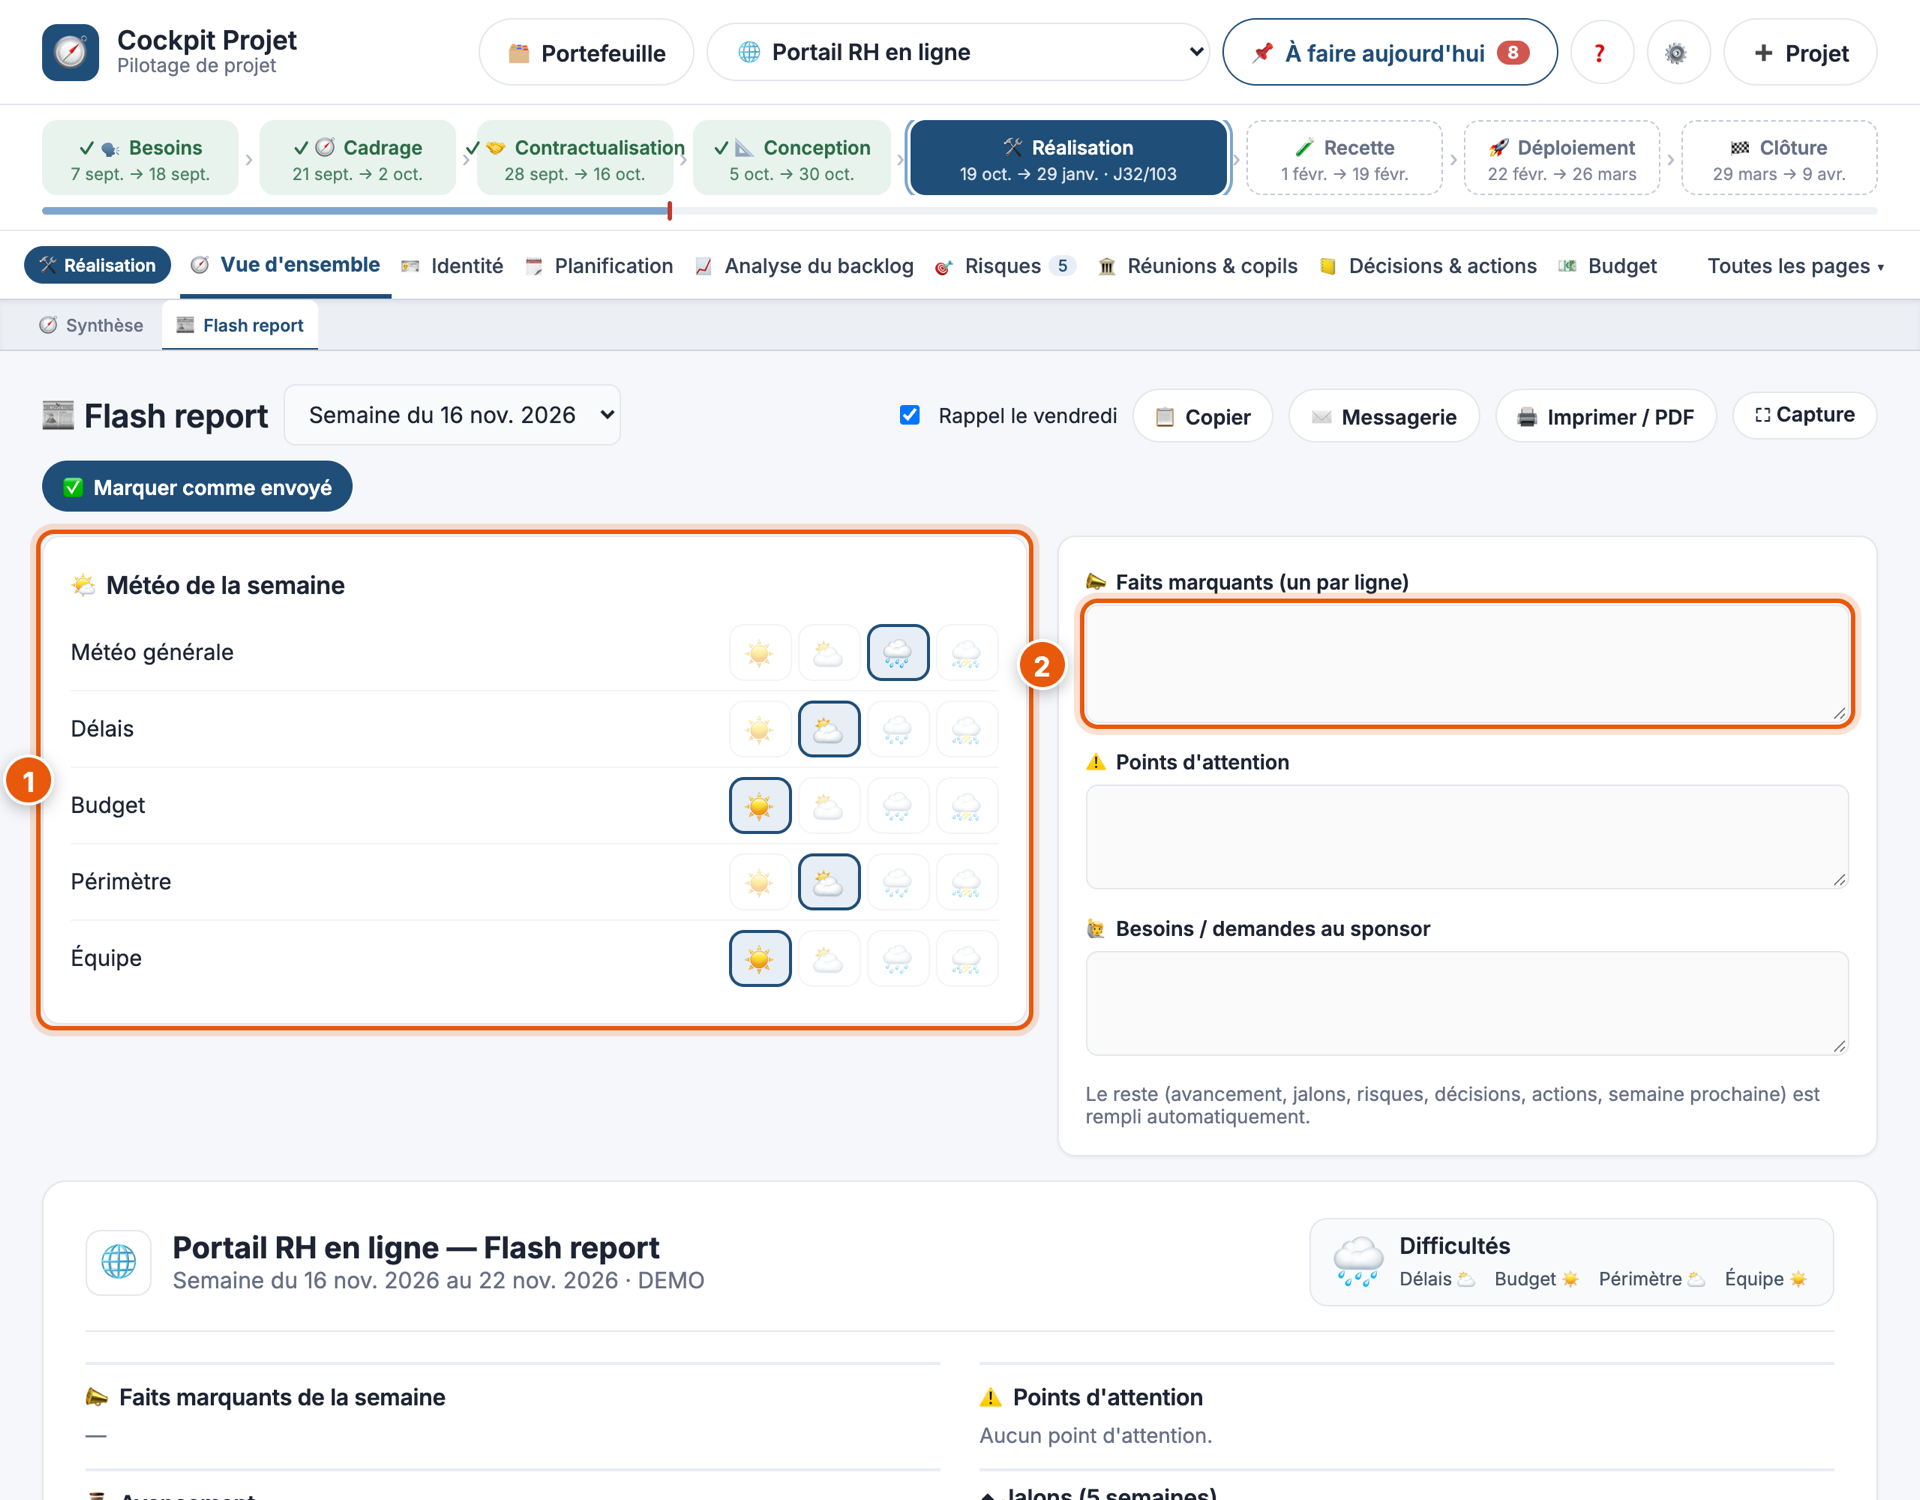 Cockpit Projet
Pilotage de projet
Portefeuille
Portail RH en ligne
À faire aujourd'hui 8
?
+ Projet
✓ Besoins
7 sept. → 18 sept.
✓ Cadrage
21 sept. → 2 oct.
✓ Contractualisation
28 sept. → 16 oct.
✓ Conception
5 oct. → 30 oct.
Réalisation
19 oct. → 29 janv. · J32/103
Recette
1 févr. → 19 févr.
Déploiement
22 févr. → 26 mars
Clôture
29 mars → 9 avr.
Réalisation
Vue d'ensemble
Identité
Planification
Analyse du backlog
Risques 5
Réunions & copils
Décisions & actions
Budget
Toutes les pages ▾
Synthèse
Flash report
Flash report
Semaine du 16 nov. 2026
Rappel le vendredi
Copier
Messagerie
Imprimer / PDF
Capture
Marquer comme envoyé
Météo de la semaine
Météo générale
Délais
Budget
Périmètre
Équipe
1
2
Faits marquants (un par ligne)
Points d'attention
Besoins / demandes au sponsor
Le reste (avancement, jalons, risques, décisions, actions, semaine prochaine) est
rempli automatiquement.
Portail RH en ligne — Flash report
Semaine du 16 nov. 2026 au 22 nov. 2026 · DEMO
Difficultés
Délais Budget Périmètre Équipe
Faits marquants de la semaine
—
Points d'attention
Aucun point d'attention.
Avancement
Jalons (5 semaines)